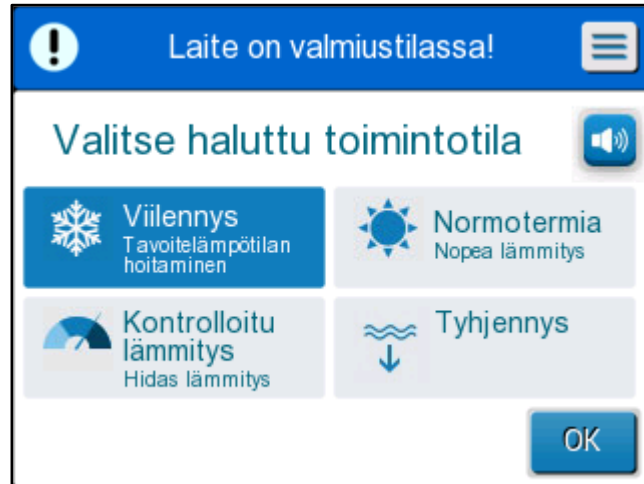 Laite on valmiustilassa!
Valitse haluttu toimintotila
Viilennys
Tavoitelämpötilan
hoitaminen
Normotermia
Nopea lämmitys
Kontrolloitu
lämmitys
Hidas lämmitys
Tyhjennys
OK